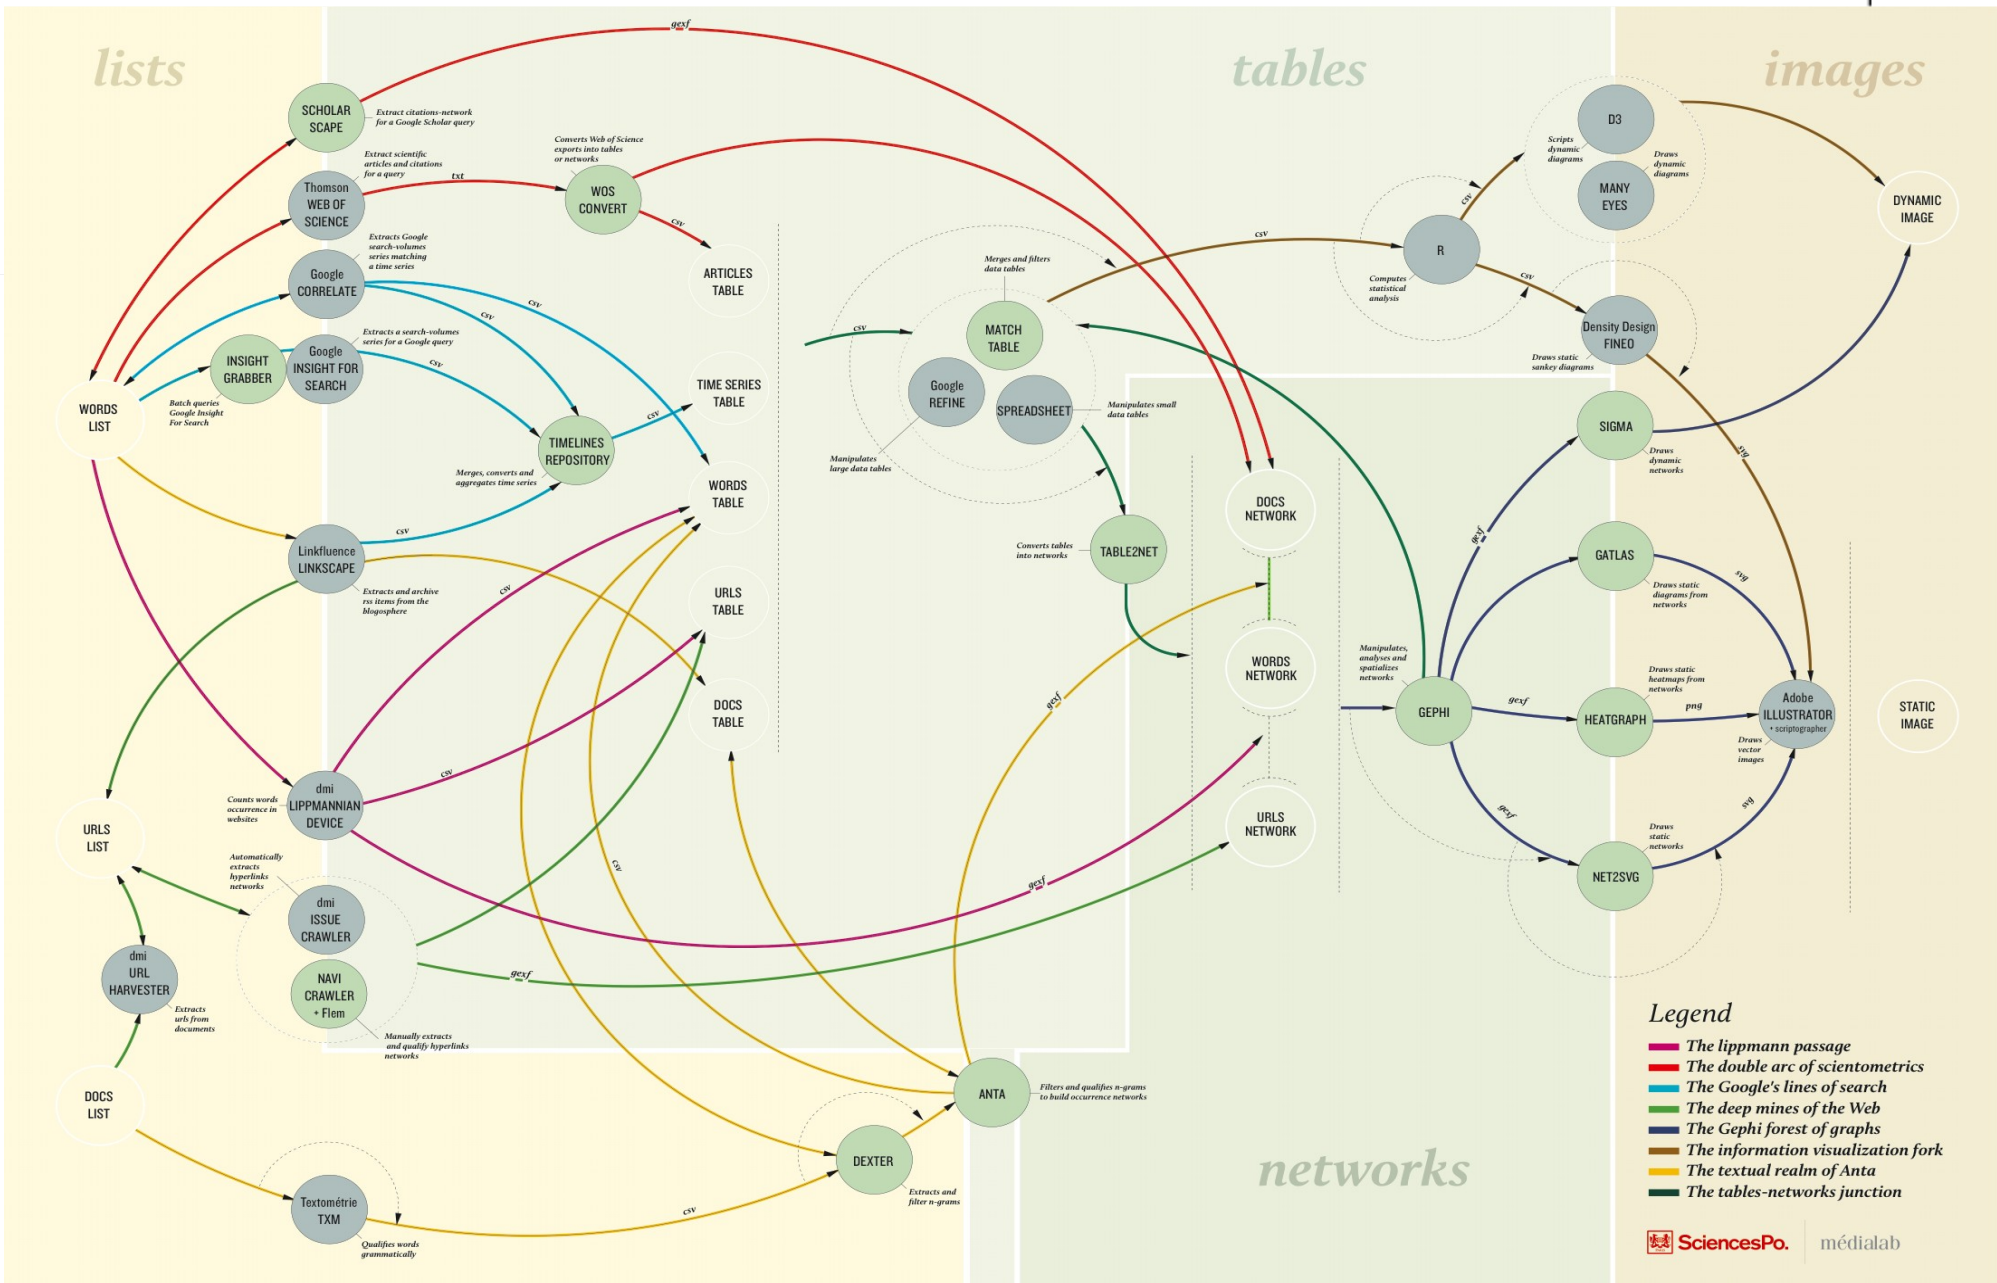 lists
tables
images
networks
SCHOLAR
SCAPE
Extract citations-network
for a Google Scholar query
gexf
Thomson
WEB OF
SCIENCE
Extract scientific
articles and citations
for a query
txt
Converts Web of Science
exports into tables
or networks
WOS
CONVERT
csv
ARTICLES
TABLE
Google
CORRELATE
Extracts Google
search-volumes
series matching
a time series
csv
csv
INSIGHT
GRABBER
Batch queries
Google Insight
For Search
Google
INSIGHT FOR
SEARCH
Extracts a search-volumes
series for a Google query
csv
WORDS
LIST
TIMELINES
REPOSITORY
Merges, converts and
aggregates time series
csv
TIME SERIES
TABLE
WORDS
TABLE
Linkfluence
LINKSCAPE
Extracts and archive
rss items from the
blogosphere
csv
csv
URLS
TABLE
DOCS
TABLE
dmi
LIPPMANNIAN
DEVICE
Counts words
occurrence in
websites
csv
csv
gexf
URLS
LIST
Automatically
extracts
hyperlinks
networks
dmi
ISSUE
CRAWLER
NAVI
CRAWLER
+ Flem
Manually extracts
and qualify hyperlinks
networks
gexf
dmi
URL
HARVESTER
Extracts
urls from
documents
DOCS
LIST
Textométrie
TXM
Qualifies words
grammatically
csv
DEXTER
Extracts and
filter n-grams
ANTA
Filters and qualifies n-grams
to build occurrence networks
gexf
csv
Merges and filters
data tables
MATCH
TABLE
Google
REFINE
SPREADSHEET
Manipulates small
data tables
Manipulates
large data tables
csv
Converts tables
into networks
TABLE2NET
DOCS
NETWORK
WORDS
NETWORK
URLS
NETWORK
R
Computes
statistical
analysis
csv
csv
D3
Scripts
dynamic
diagrams
MANY
EYES
Draws
dynamic
diagrams
DYNAMIC
IMAGE
Density Design
FINEO
Draws static
sankey diagrams
svg
SIGMA
Draws
dynamic
networks
gexf
GATLAS
Draws static
diagrams from
networks
svg
Manipulates,
analyses and
spatializes
networks
GEPHI
gexf
HEATGRAPH
Draws static
heatmaps from
networks
png
Adobe
ILLUSTRATOR
+ scriptographer
Draws
vector
images
STATIC
IMAGE
gexf
NET2SVG
Draws
static
networks
svg
Legend
The lippmann passage
The double arc of scientometrics
The Google's lines of search
The deep mines of the Web
The Gephi forest of graphs
The information visualization fork
The textual realm of Anta
The tables-networks junction
SciencesPo.
médialab